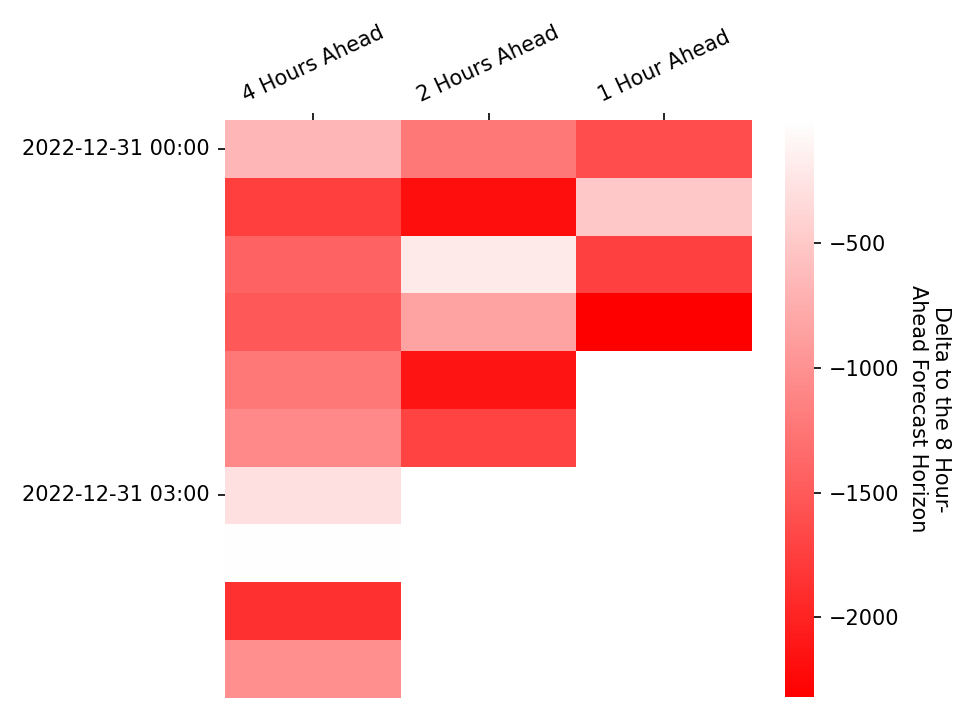 4 Hours Ahead
2 Hours Ahead
1 Hour Ahead
2022-12-31 00:00
2022-12-31 03:00
−500
−1000
−1500
−2000
Delta to the 8 Hour-
Ahead Forecast Horizon